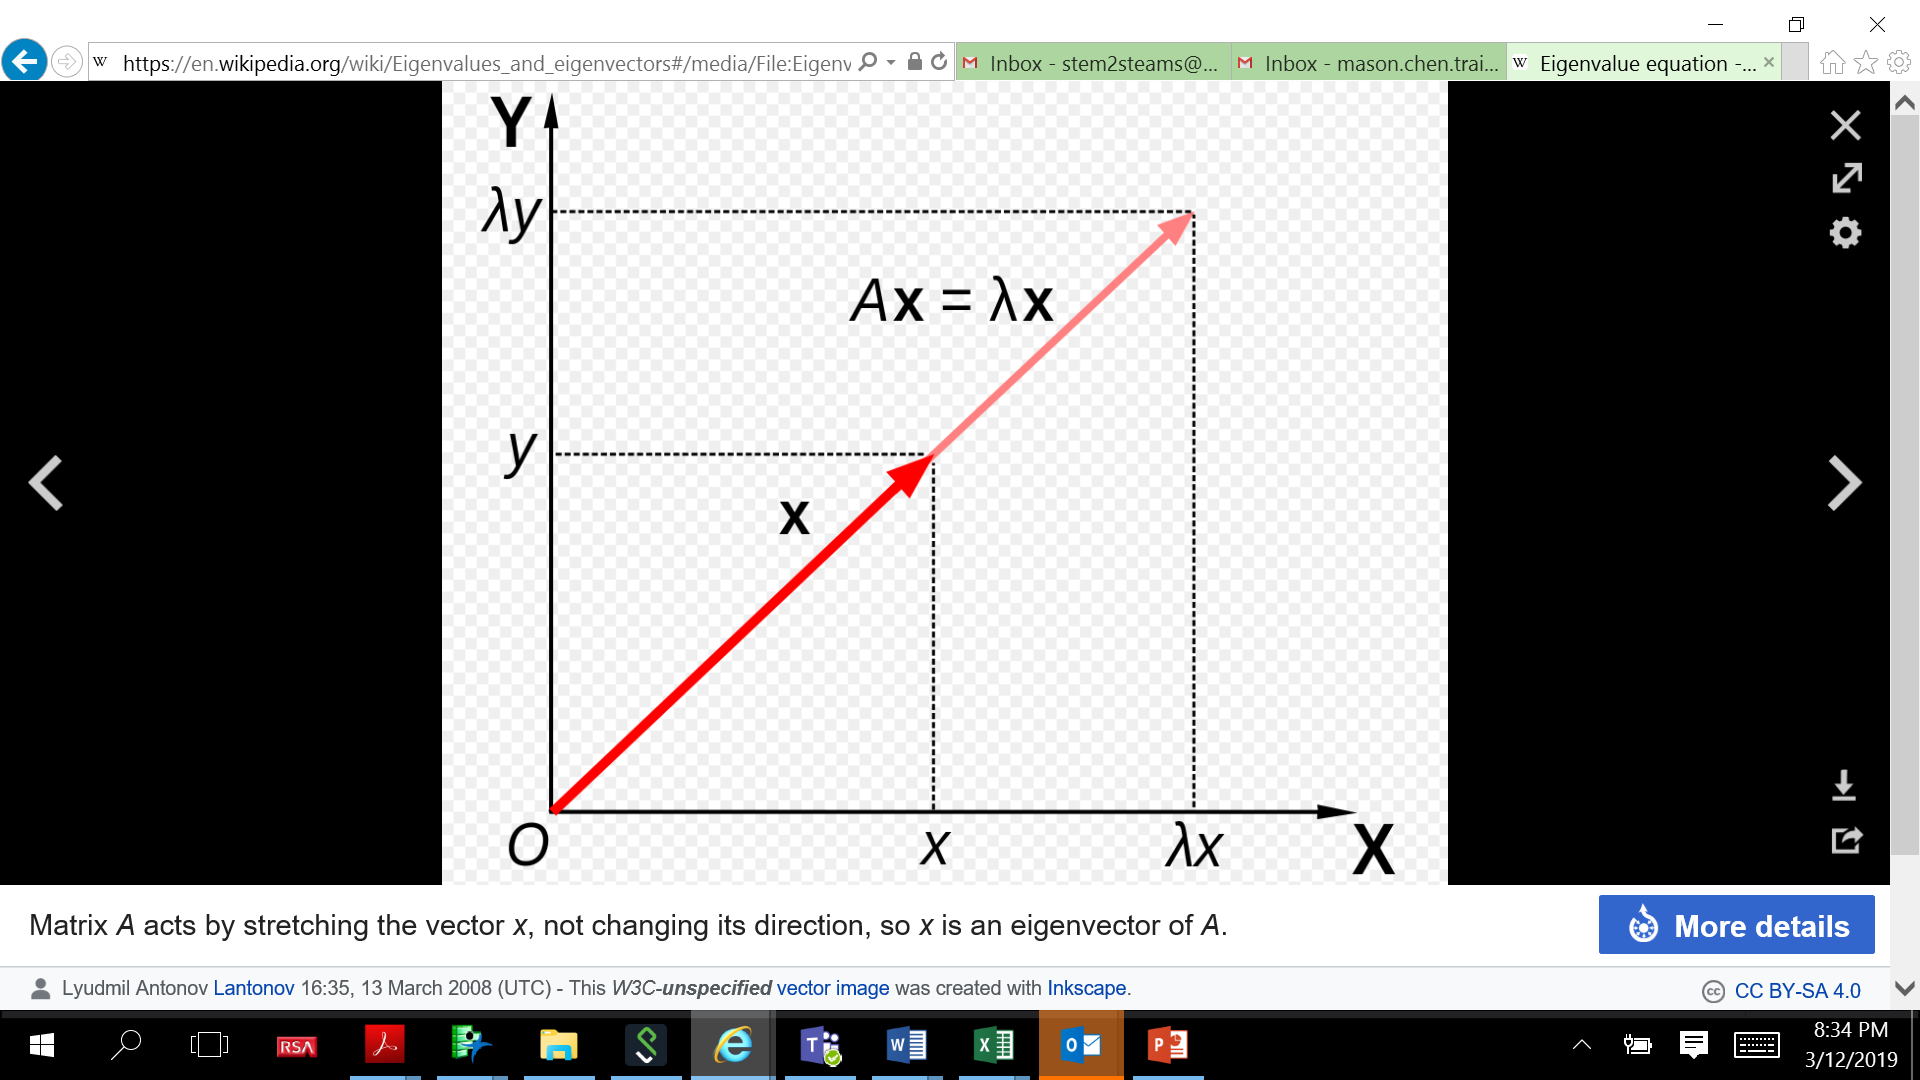 https://en.wikipedia.org/wiki/Eigenvalues_and_eigenvectors#/media/File:Eigenv
Inbox - stem2steams@...
Inbox - mason.chen.trai...
W Eigenvalue equation -...
Y
λy
Ax = λx
y
x
O
x
λx
X
Matrix A acts by stretching the vector x, not changing its direction, so x is an eigenvector of A.
More details
Lyudmil Antonov Lantonov 16:35, 13 March 2008 (UTC) - This W3C-unspecified vector image was created with Inkscape.
cc CC BY-SA 4.0
RSA
8:34 PM
3/12/2019